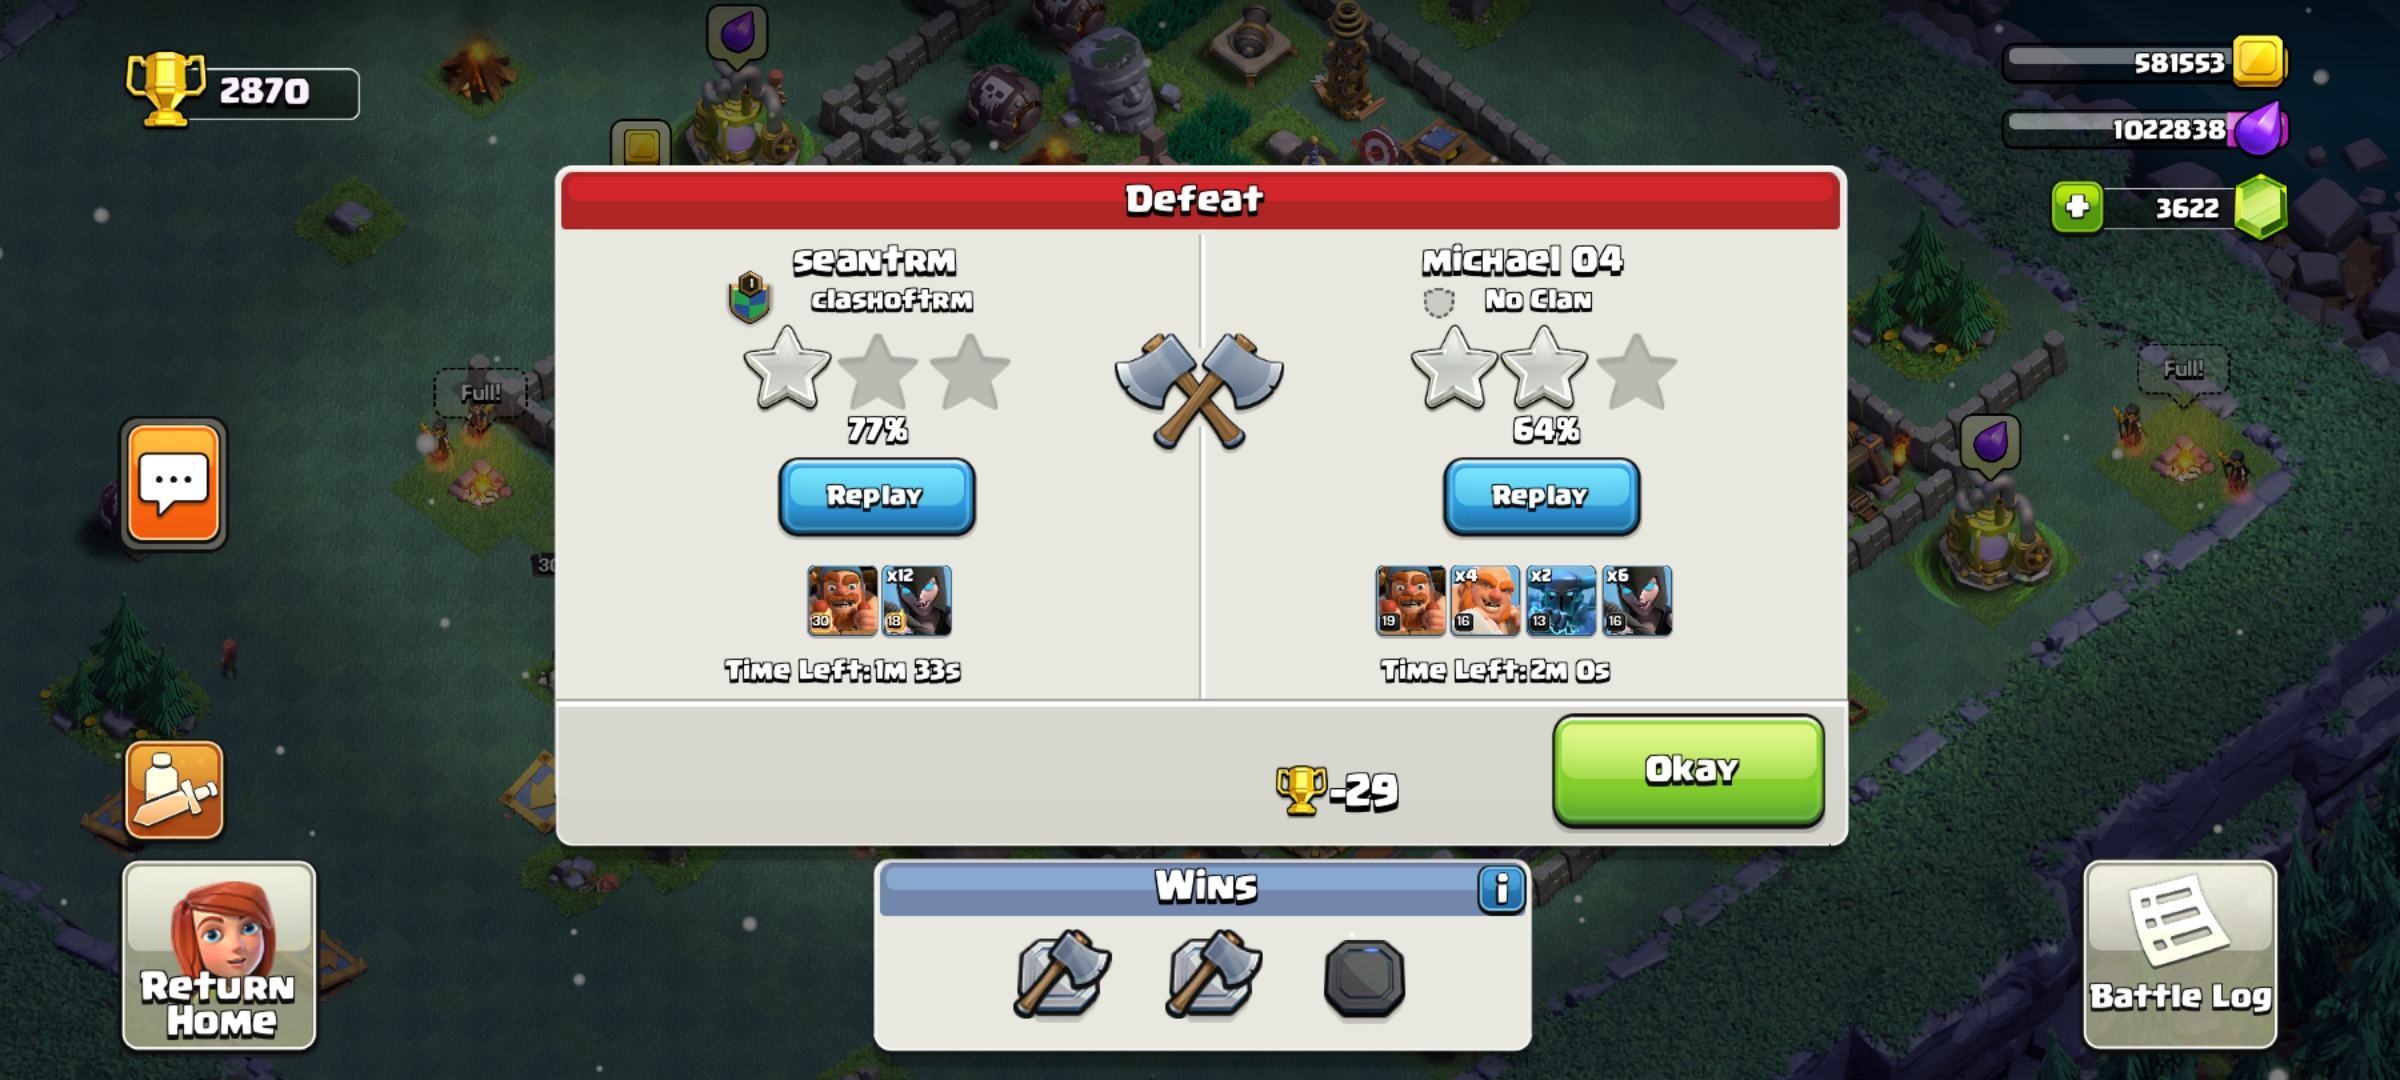 2870
581553
1022838
3622
Defeat
seantrm
clashoftrm
77%
Replay
30
x12
18
Time Left:1m 33s
Michael 04
No Clan
64%
Replay
19
x4
16
x2
13
x6
16
Time Left:2m 0s
Full!
Full!
30
-29
Okay
Wins
Return
Home
Battle Log